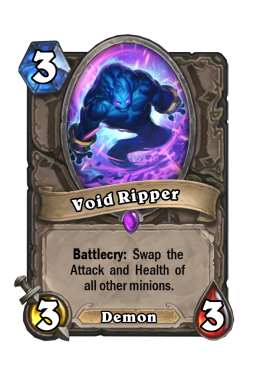 3
Void Ripper
Battlecry: Swap the
Attack and Health of
all other minions.
3
Demon
3